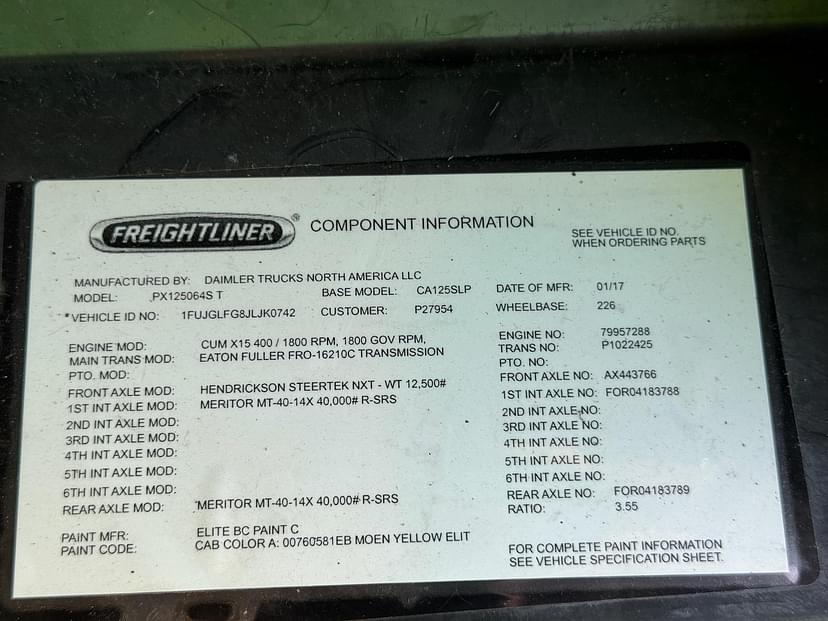 FREIGHTLINER ® COMPONENT INFORMATION
SEE VEHICLE ID NO.
WHEN ORDERING PARTS
MANUFACTURED BY: DAIMLER TRUCKS NORTH AMERICA LLC
MODEL: PX125064S T BASE MODEL: CA125SLP DATE OF MFR: 01/17
*VEHICLE ID NO: 1FUJGLFG8JLJK0742 CUSTOMER: P27954 WHEELBASE: 226
ENGINE MOD: CUM X15 400 / 1800 RPM, 1800 GOV RPM, ENGINE NO: 79957288
MAIN TRANS MOD: EATON FULLER FRO-16210C TRANSMISSION TRANS NO: P1022425
PTO. MOD: PTO. NO:
FRONT AXLE MOD: HENDRICKSON STEERTEK NXT - WT 12,500# FRONT AXLE NO: AX443766
1ST INT AXLE MOD: MERITOR MT-40-14X 40,000# R-SRS 1ST INT AXLE NO: FOR04183788
2ND INT AXLE MOD: 2ND INT AXLE NO:
3RD INT AXLE MOD: 3RD INT AXLE NO:
4TH INT AXLE MOD: 4TH INT AXLE NO:
5TH INT AXLE MOD: 5TH INT AXLE NO:
6TH INT AXLE MOD: 6TH INT AXLE NO:
REAR AXLE MOD: MERITOR MT-40-14X 40,000# R-SRS REAR AXLE NO: FOR04183789
RATIO: 3.55
PAINT MFR: ELITE BC PAINT C
PAINT CODE: CAB COLOR A: 00760581EB MOEN YELLOW ELIT
FOR COMPLETE PAINT INFORMATION
SEE VEHICLE SPECIFICATION SHEET.